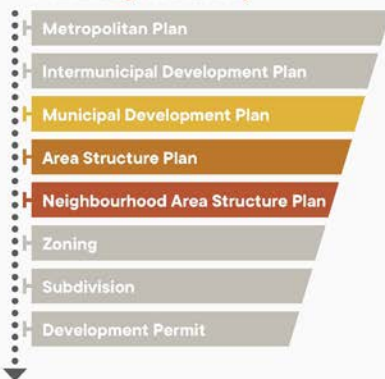 Metropolitan Plan
Intermunicipal Development Plan
Municipal Development Plan
Area Structure Plan
Neighbourhood Area Structure Plan
Zoning
Subdivision
Development Permit